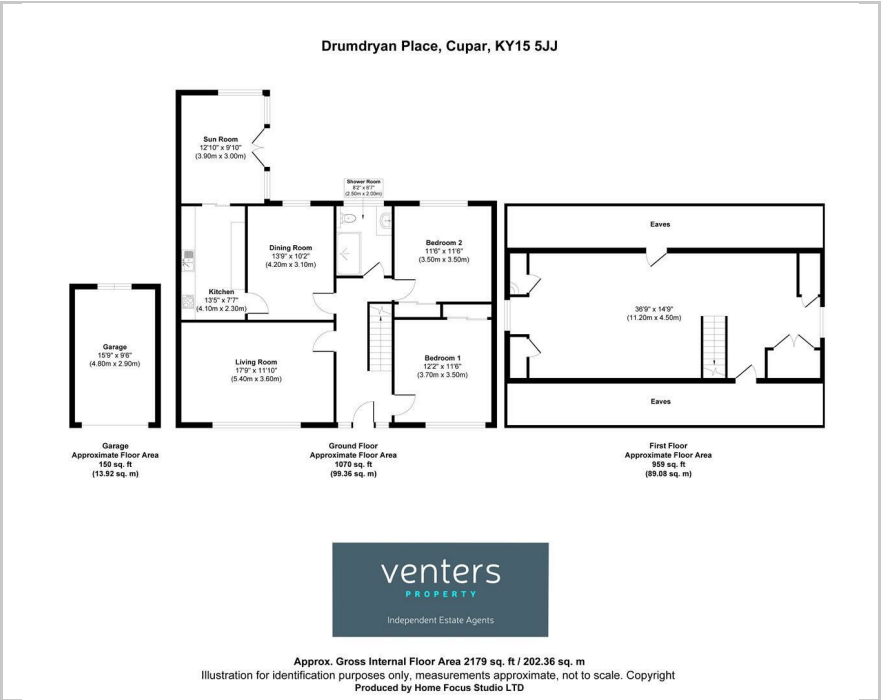 Drumdryan Place, Cupar, KY15 5JJ
Sun Room
12'10" x 9'10"
(3.90m x 3.00m)
Shower Room
8'2" x 6'7"
(2.50m x 2.00m)
Dining Room
13'9" x 10'2"
(4.20m x 3.10m)
Bedroom 2
11'6" x 11'6"
(3.50m x 3.50m)
Kitchen
13'5" x 7'7"
(4.10m x 2.30m)
Living Room
17'9" x 11'10"
(5.40m x 3.60m)
Bedroom 1
12'2" x 11'6"
(3.70m x 3.50m)
Garage
15'9" x 9'6"
(4.80m x 2.90m)
Eaves
36'9" x 14'9"
(11.20m x 4.50m)
Eaves
Garage
Approximate Floor Area
150 sq. ft
(13.92 sq. m)
Ground Floor
Approximate Floor Area
1070 sq. ft
(99.36 sq. m)
First Floor
Approximate Floor Area
959 sq. ft
(89.08 sq. m)
venters
PROPERTY
Independent Estate Agents
Approx. Gross Internal Floor Area 2179 sq. ft / 202.36 sq. m
Illustration for identification purposes only, measurements approximate, not to scale. Copyright
Produced by Home Focus Studio LTD